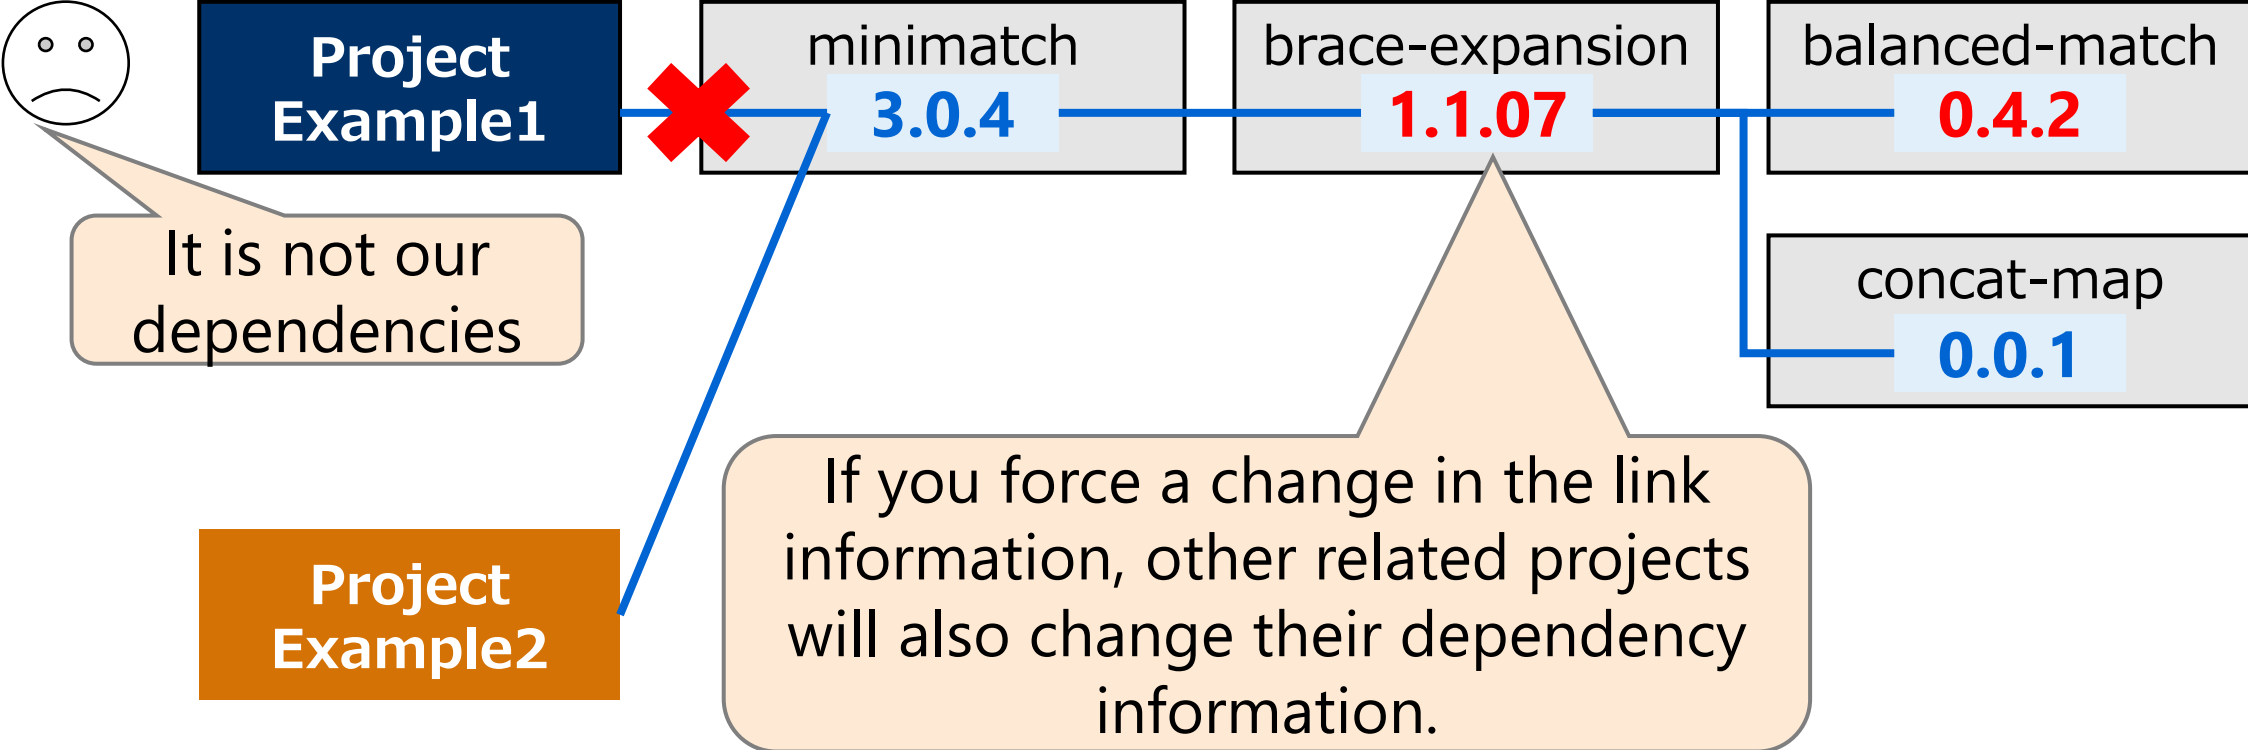 Project
Example1
minimatch
3.0.4
brace-expansion
1.1.07
balanced-match
0.4.2
It is not our
dependencies
concat-map
0.0.1
Project
Example2
If you force a change in the link
information, other related projects
will also change their dependency
information.